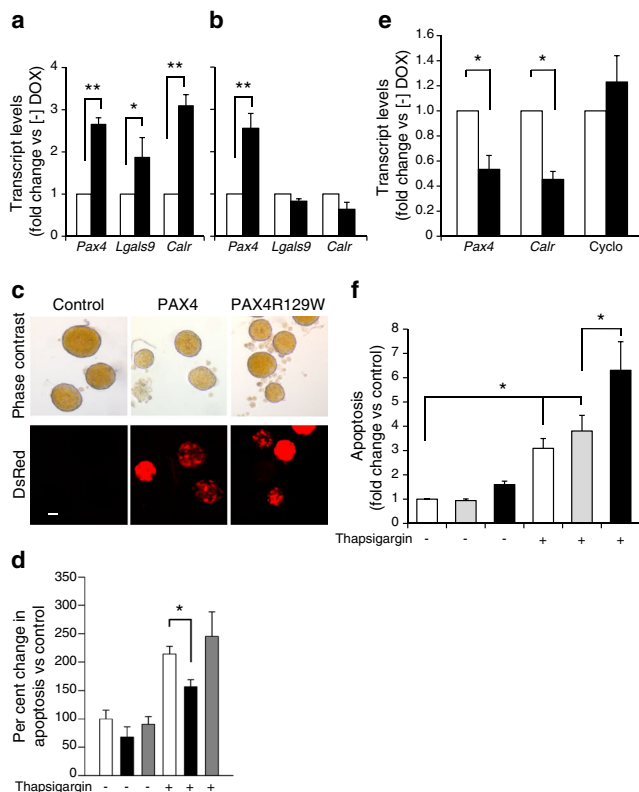 a
Transcript levels
(fold change vs [-] DOX)
4
3
2
1
0
**
*
**
Pax4 Lgals9 Calr
b
**
Pax4 Lgals9 Calr
c
Control PAX4 PAX4R129W
Phase contrast
DsRed
d
Per cent change in
apoptosis vs control
350
300
250
200
150
100
50
0
*
Thapsigargin - - - + + +
e
Transcript levels
(fold change vs [-] DOX)
1.6
1.4
1.2
1.0
0.8
0.6
0.4
0.2
0
*
*
Pax4 Calr Cyclo
f
Apoptosis
(fold change vs control)
8
7
6
5
4
3
2
1
0
*
*
Thapsigargin - - - + + +